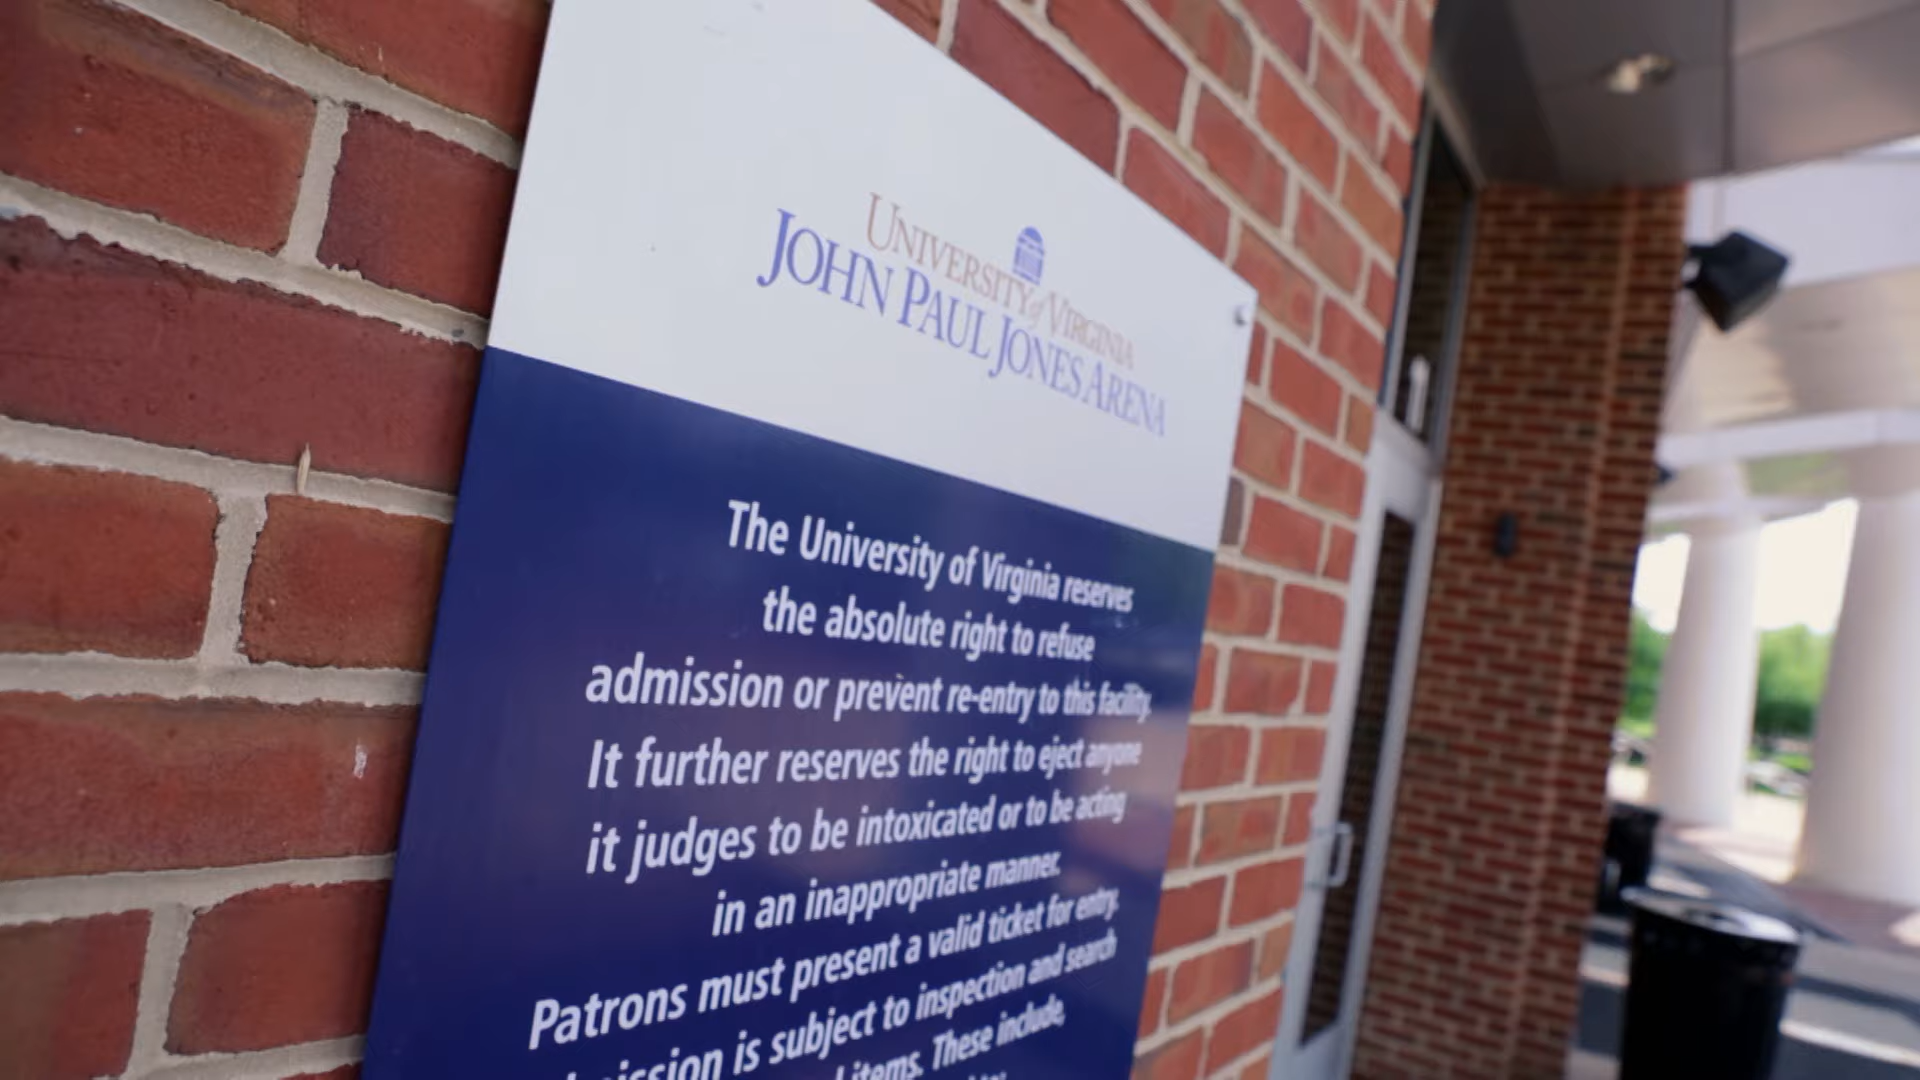 UNIVERSITY of VIRGINIA
JOHN PAUL JONES ARENA
The University of Virginia reserves
the absolute right to refuse
admission or prevent re-entry to this facility.
It further reserves the right to eject anyone
it judges to be intoxicated or to be acting
in an inappropriate manner.
Patrons must present a valid ticket for entry.
is subject to inspection and search
items. These include,